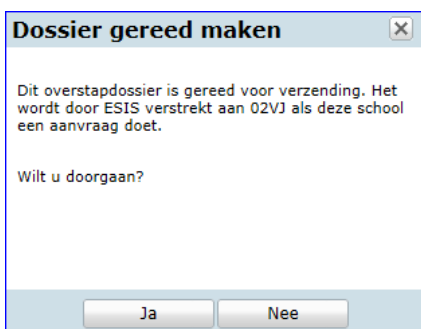 Dossier gereed maken
Dit overstapdossier is gereed voor verzending. Het
wordt door ESIS verstrekt aan 02VJ als deze school
een aanvraag doet.
Wilt u doorgaan?
Ja
Nee